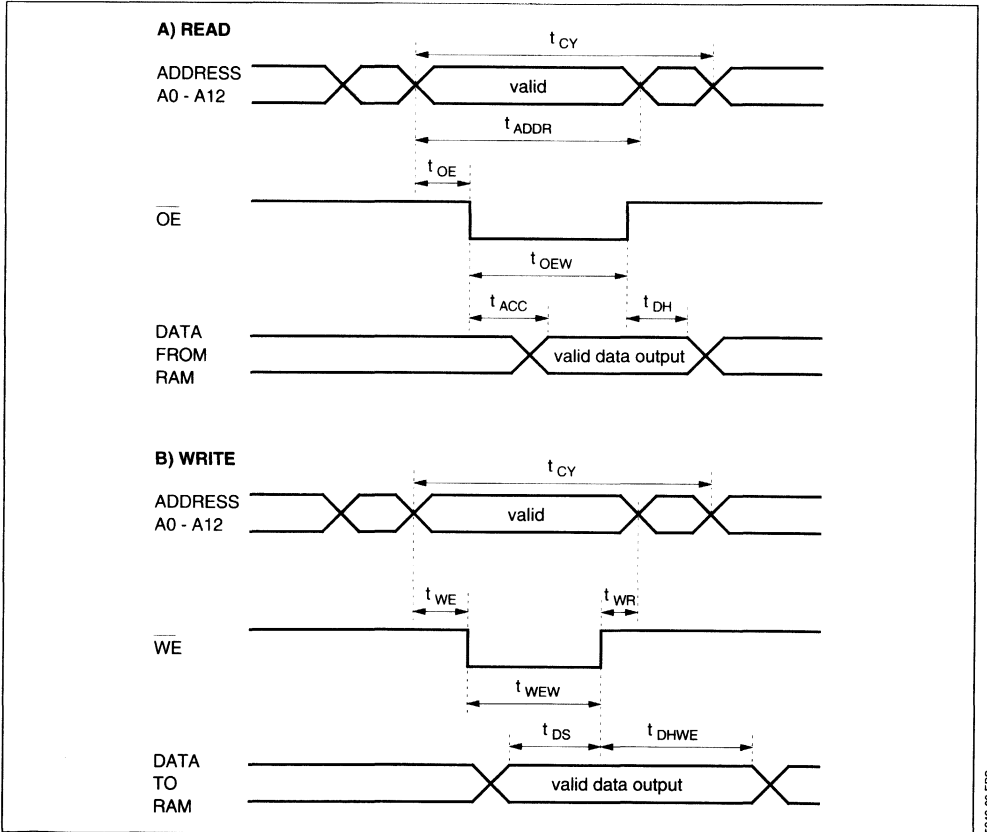 A) READ
t CY
ADDRESS
A0 - A12
valid
t ADDR
t OE
OE
t OEW
t ACC
t DH
DATA
FROM
RAM
valid data output
B) WRITE
t CY
ADDRESS
A0 - A12
valid
t WE
t WR
WE
t WEW
t DS
t DHWE
DATA
TO
RAM
valid data output